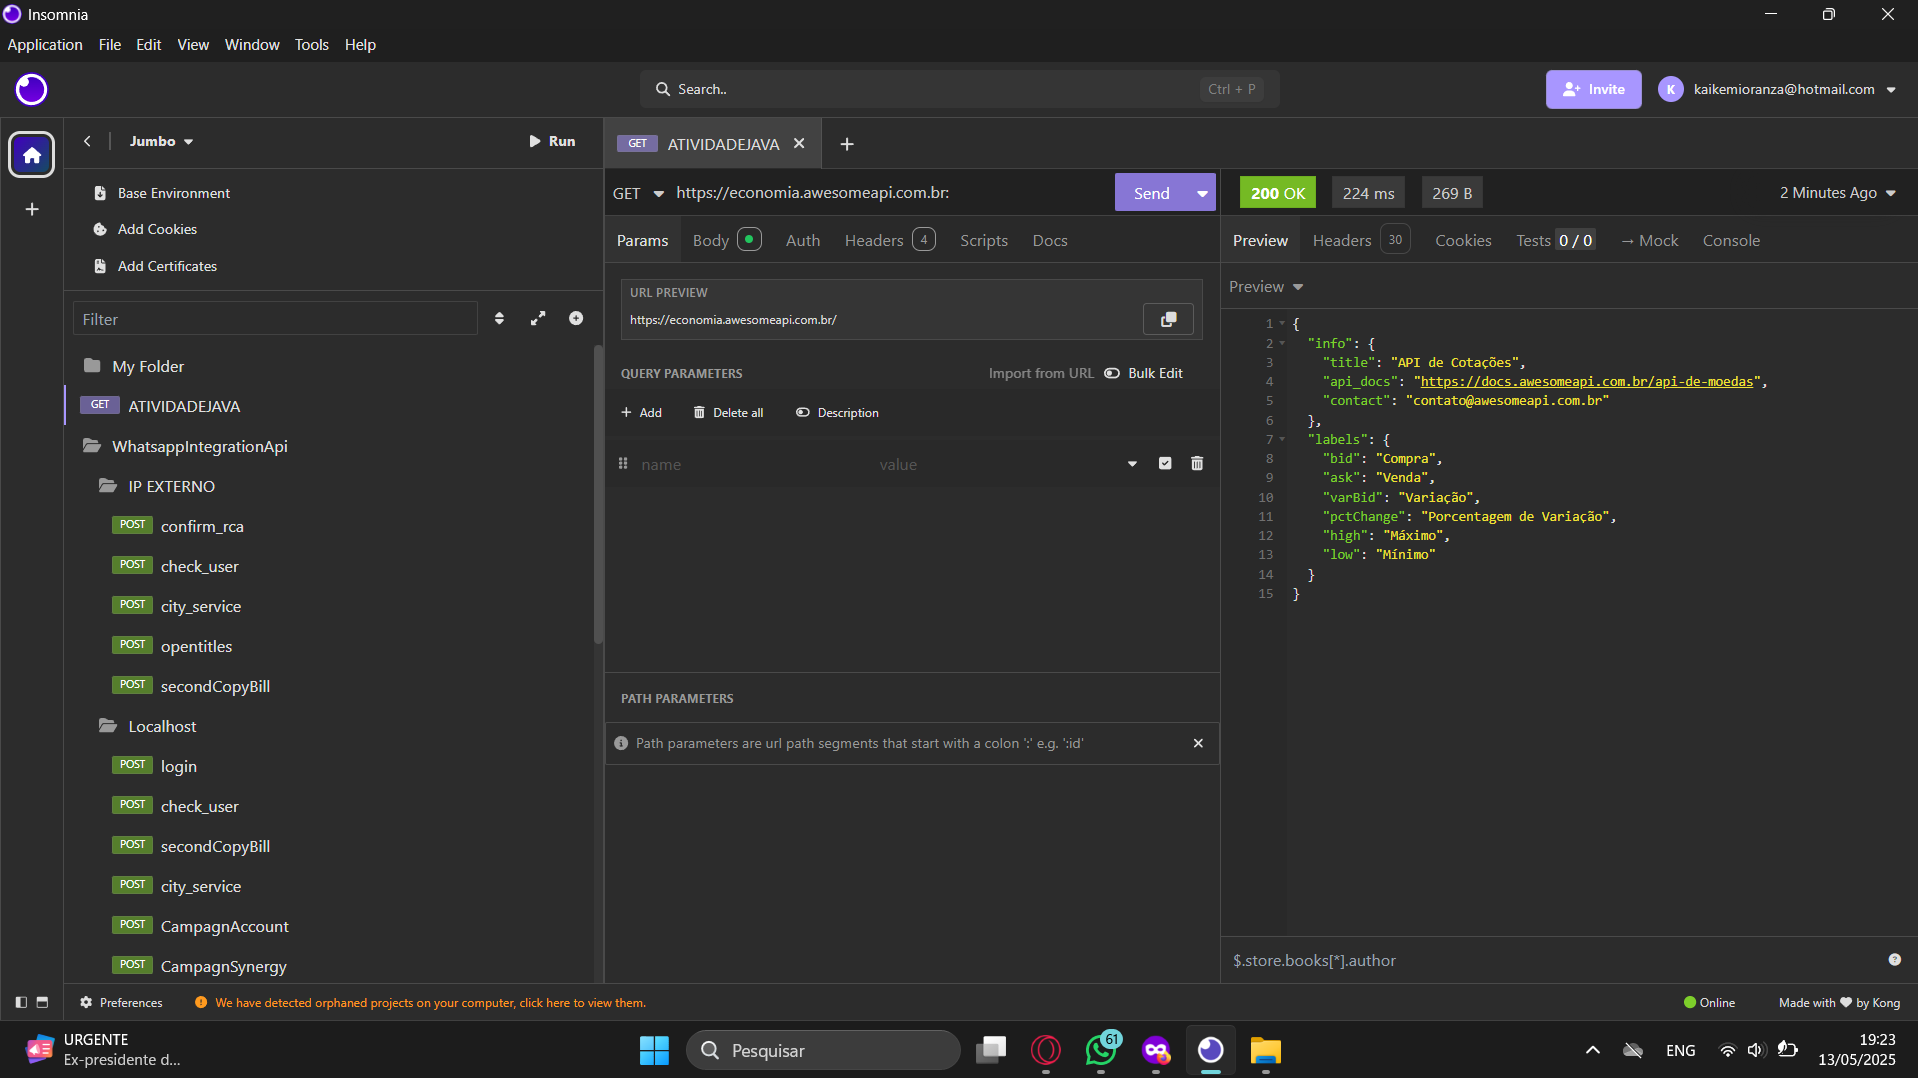 Insomnia
Application File Edit View Window Tools Help
Search.. Ctrl + P
Invite
K kaikemioranza@hotmail.com
Jumbo
Run
Base Environment
Add Cookies
Add Certificates
Filter
My Folder
GET ATIVIDADEJAVA
WhatsappIntegrationApi
IP EXTERNO
POST confirm_rca
POST check_user
POST city_service
POST opentitles
POST secondCopyBill
Localhost
POST login
POST check_user
POST secondCopyBill
POST city_service
POST CampagnAccount
POST CampagnSynergy
GET ATIVIDADEJAVA
GET https://economia.awesomeapi.com.br: Send
Params Body Auth Headers 4 Scripts Docs
URL PREVIEW
https://economia.awesomeapi.com.br/
QUERY PARAMETERS Import from URL Bulk Edit
Add Delete all Description
name value
PATH PARAMETERS
Path parameters are url path segments that start with a colon ':' e.g. ':id'
200 OK 224 ms 269 B 2 Minutes Ago
Preview Headers 30 Cookies Tests 0 / 0 → Mock Console
Preview
1 {
2 "info": {
3 "title": "API de Cotações",
4 "api_docs": "https://docs.awesomeapi.com.br/api-de-moedas",
5 "contact": "contato@awesomeapi.com.br"
6 },
7 "labels": {
8 "bid": "Compra",
9 "ask": "Venda",
10 "varBid": "Variação",
11 "pctChange": "Porcentagem de Variação",
12 "high": "Máximo",
13 "low": "Mínimo"
14 }
15 }
$.store.books[*].author
Preferences We have detected orphaned projects on your computer, click here to view them. Online Made with ♥ by Kong
URGENTE
Ex-presidente d...
Pesquisar
61
ENG
19:23
13/05/2025